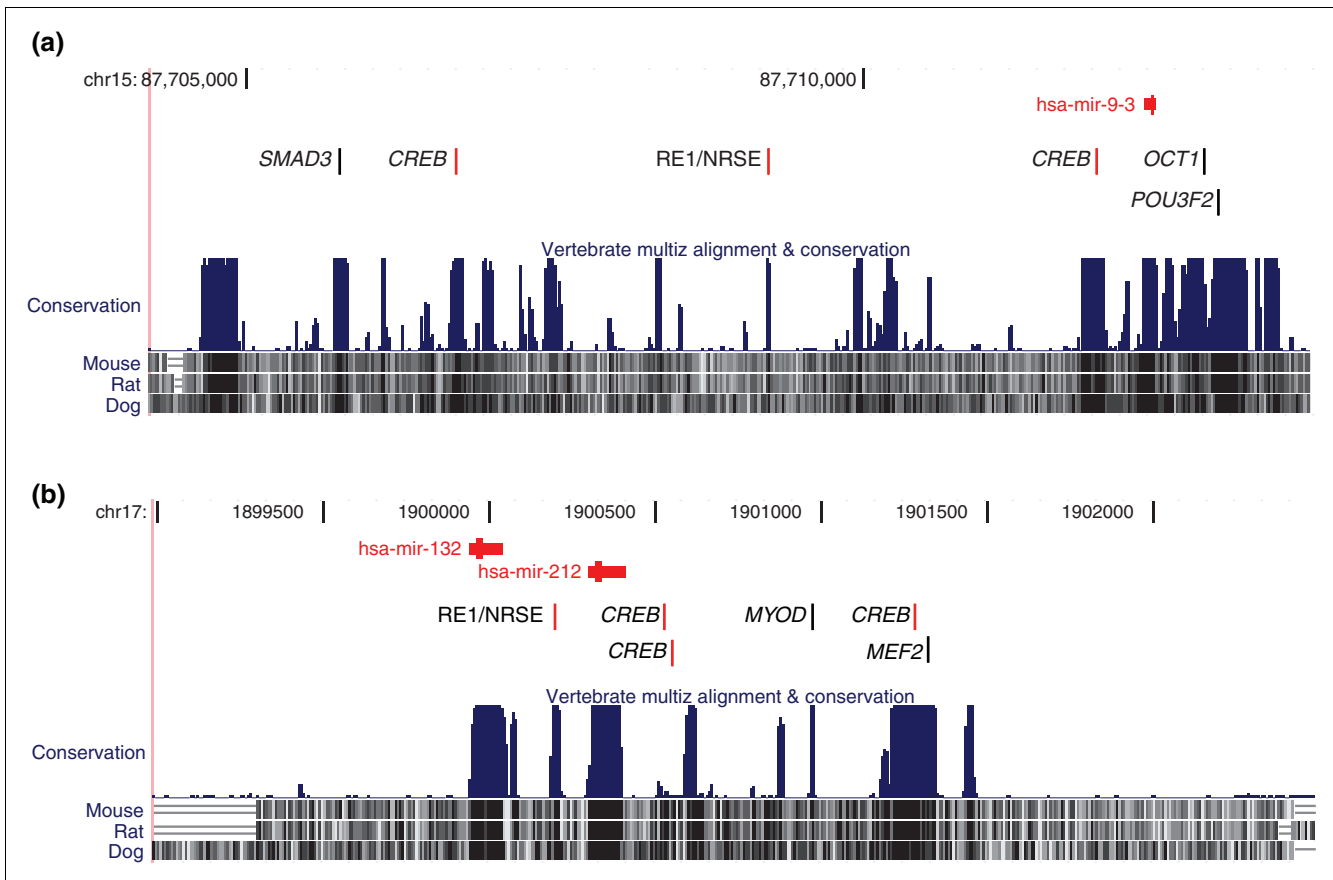 (a)
chr15: 87,705,000 87,710,000
hsa-mir-9-3
SMAD3 CREB RE1/NRSE CREB OCT1
POU3F2
Vertebrate multiz alignment & conservation
Conservation
Mouse
Rat
Dog
(b)
chr17: 1899500 1900000 1900500 1901000 1901500 1902000
hsa-mir-132
hsa-mir-212
RE1/NRSE CREB MYOD CREB
CREB MEF2
Vertebrate multiz alignment & conservation
Conservation
Mouse
Rat
Dog